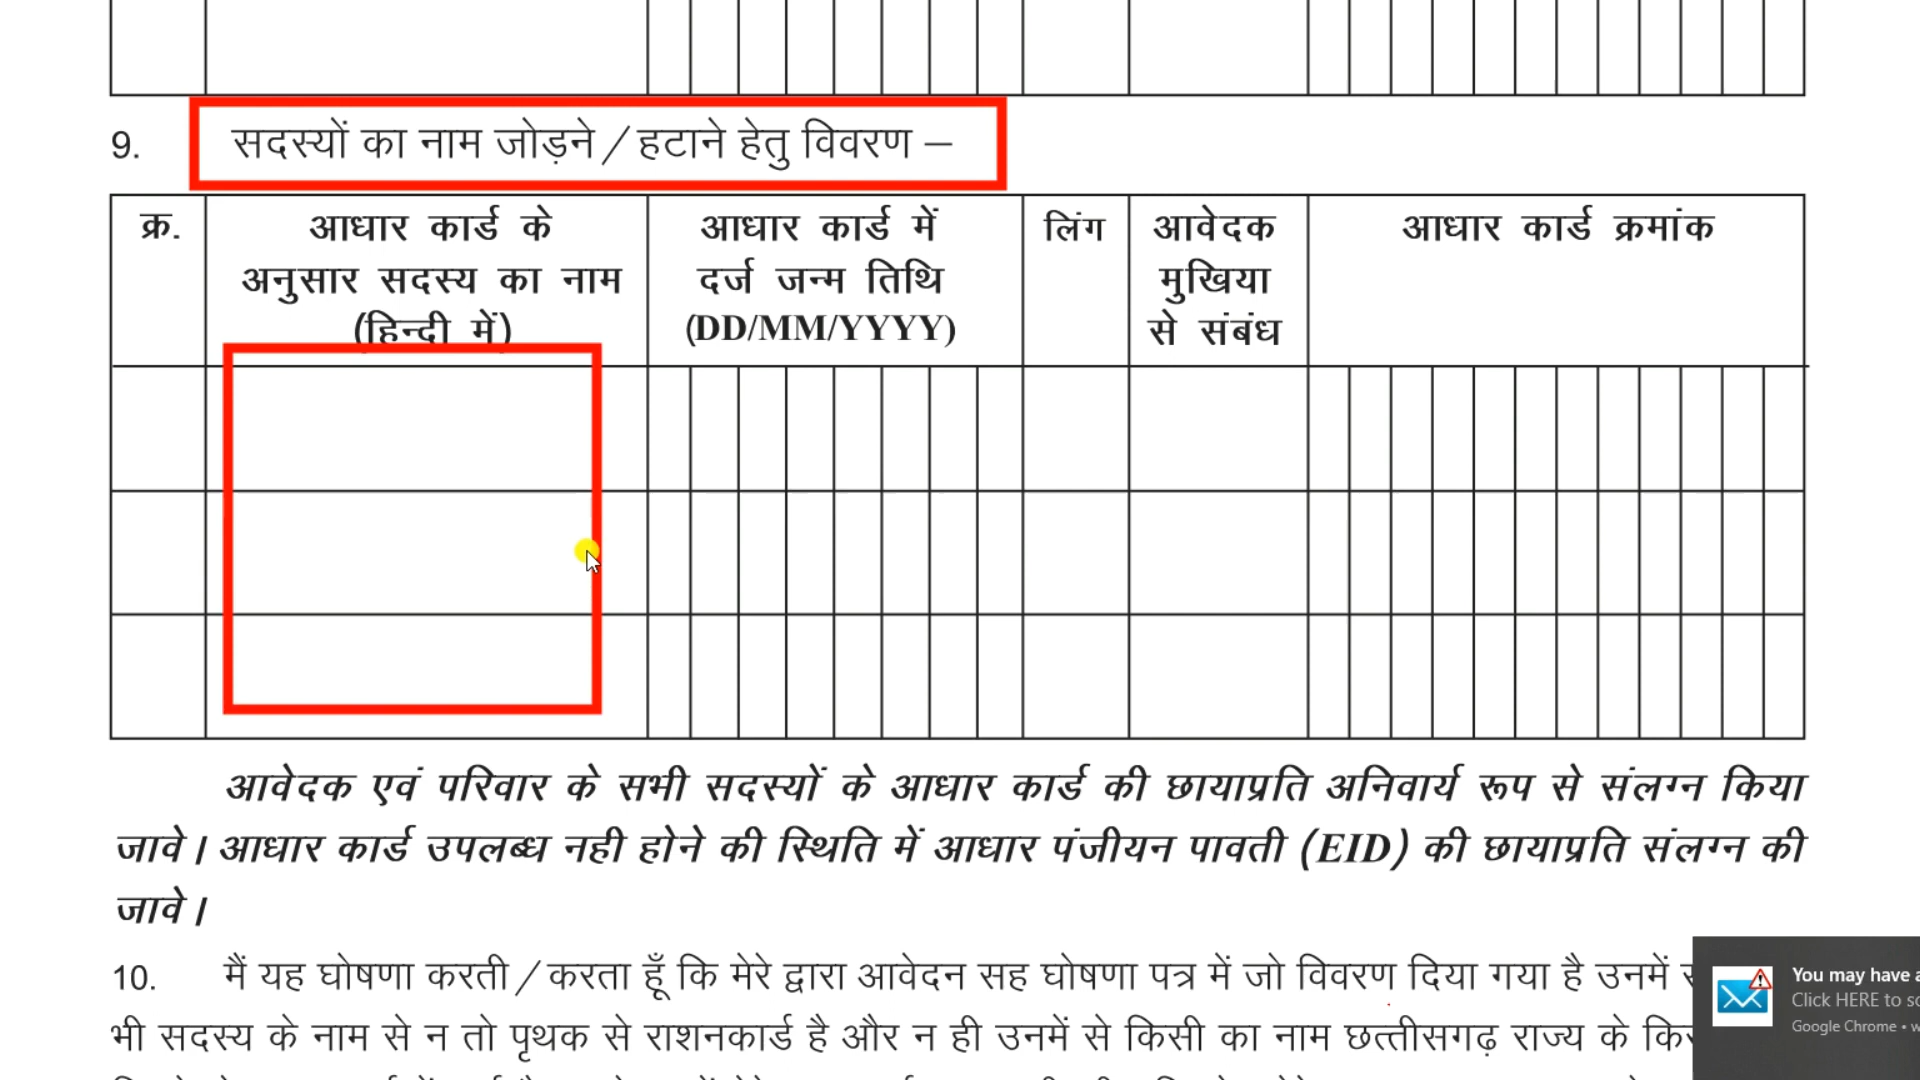 9. सदस्यों का नाम जोड़ने / हटाने हेतु विवरण –
क्र. आधार कार्ड के अनुसार सदस्य का नाम (हिन्दी में) आधार कार्ड में दर्ज जन्म तिथि (DD/MM/YYYY) लिंग आवेदक मुखिया से संबंध आधार कार्ड क्रमांक
आवेदक एवं परिवार के सभी सदस्यों के आधार कार्ड की छायाप्रति अनिवार्य रूप से संलग्न किया
जावे। आधार कार्ड उपलब्ध नही होने की स्थिति में आधार पंजीयन पावती (EID) की छायाप्रति संलग्न की
जावे।
10. मैं यह घोषणा करती / करता हूँ कि मेरे द्वारा आवेदन सह घोषणा पत्र में जो विवरण दिया गया है उनमें
भी सदस्य के नाम से न तो पृथक से राशनकार्ड है और न ही उनमें से किसी का नाम छत्तीसगढ़ राज्य के
You may have
Click HERE to
Google Chrome •